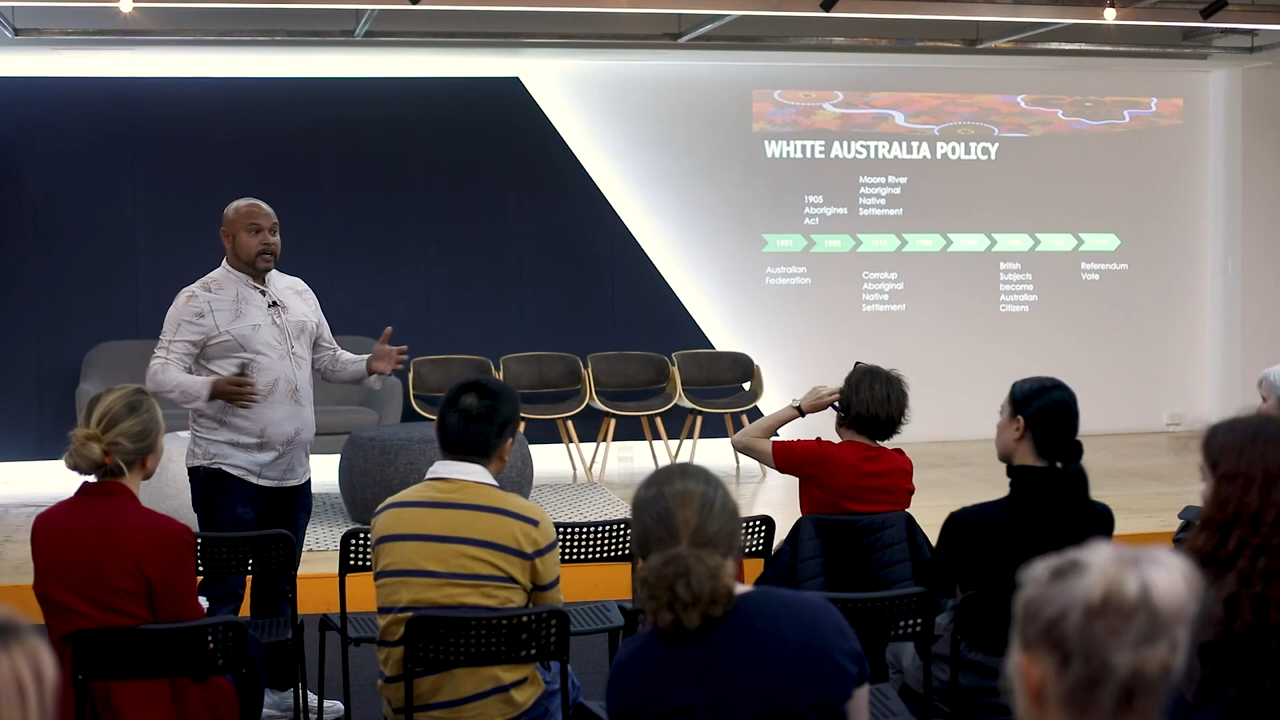 WHITE AUSTRALIA POLICY
Moore River
Aboriginal
Native
Settlement
1905
Aborigines
Act
1901
1905
Australian
Federation
Carrolup
Aboriginal
Native
Settlement
British
Subjects
become
Australian
Citizens
Referendum
Vote